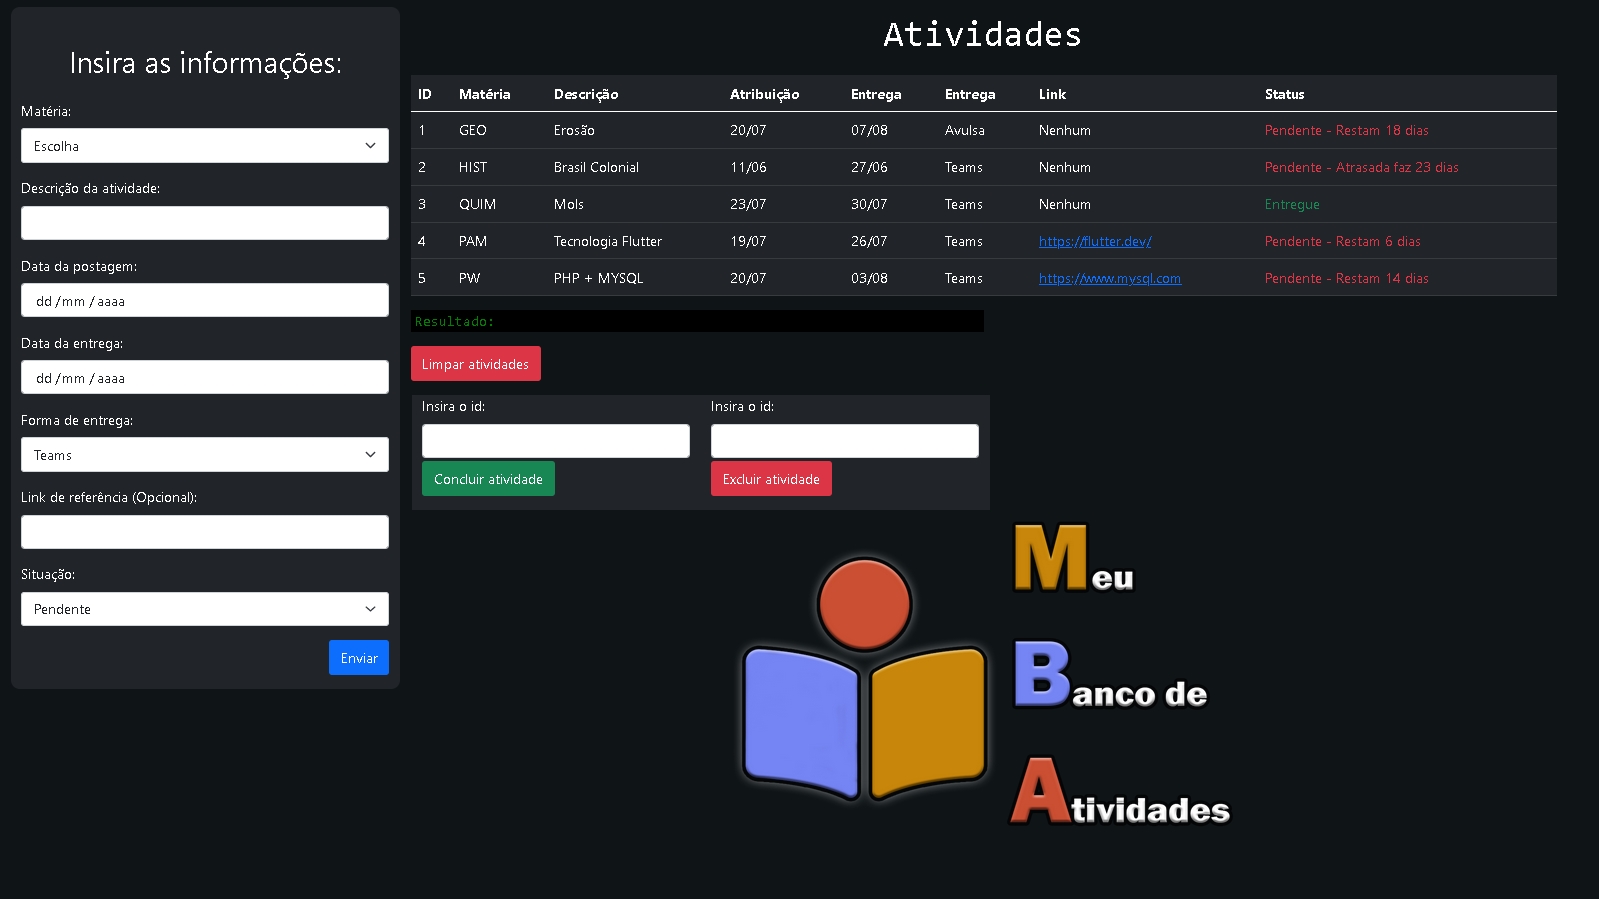 Insira as informações:
Matéria:
Escolha
Descrição da atividade:
Data da postagem:
dd/mm/aaaa
Data da entrega:
dd/mm/aaaa
Forma de entrega:
Teams
Link de referência (Opcional):
Situação:
Pendente
Enviar
Atividades
ID Matéria Descrição Atribuição Entrega Entrega Link Status
1 GEO Erosão 20/07 07/08 Avulsa Nenhum Pendente - Restam 18 dias
2 HIST Brasil Colonial 11/06 27/06 Teams Nenhum Pendente - Atrasada faz 23 dias
3 QUIM Mols 23/07 30/07 Teams Nenhum Entregue
4 PAM Tecnologia Flutter 19/07 26/07 Teams https://flutter.dev/ Pendente - Restam 6 dias
5 PW PHP + MYSQL 20/07 03/08 Teams https://www.mysql.com Pendente - Restam 14 dias
Resultado:
Limpar atividades
Insira o id: Insira o id:
Concluir atividade Excluir atividade
Meu
Banco de
Atividades